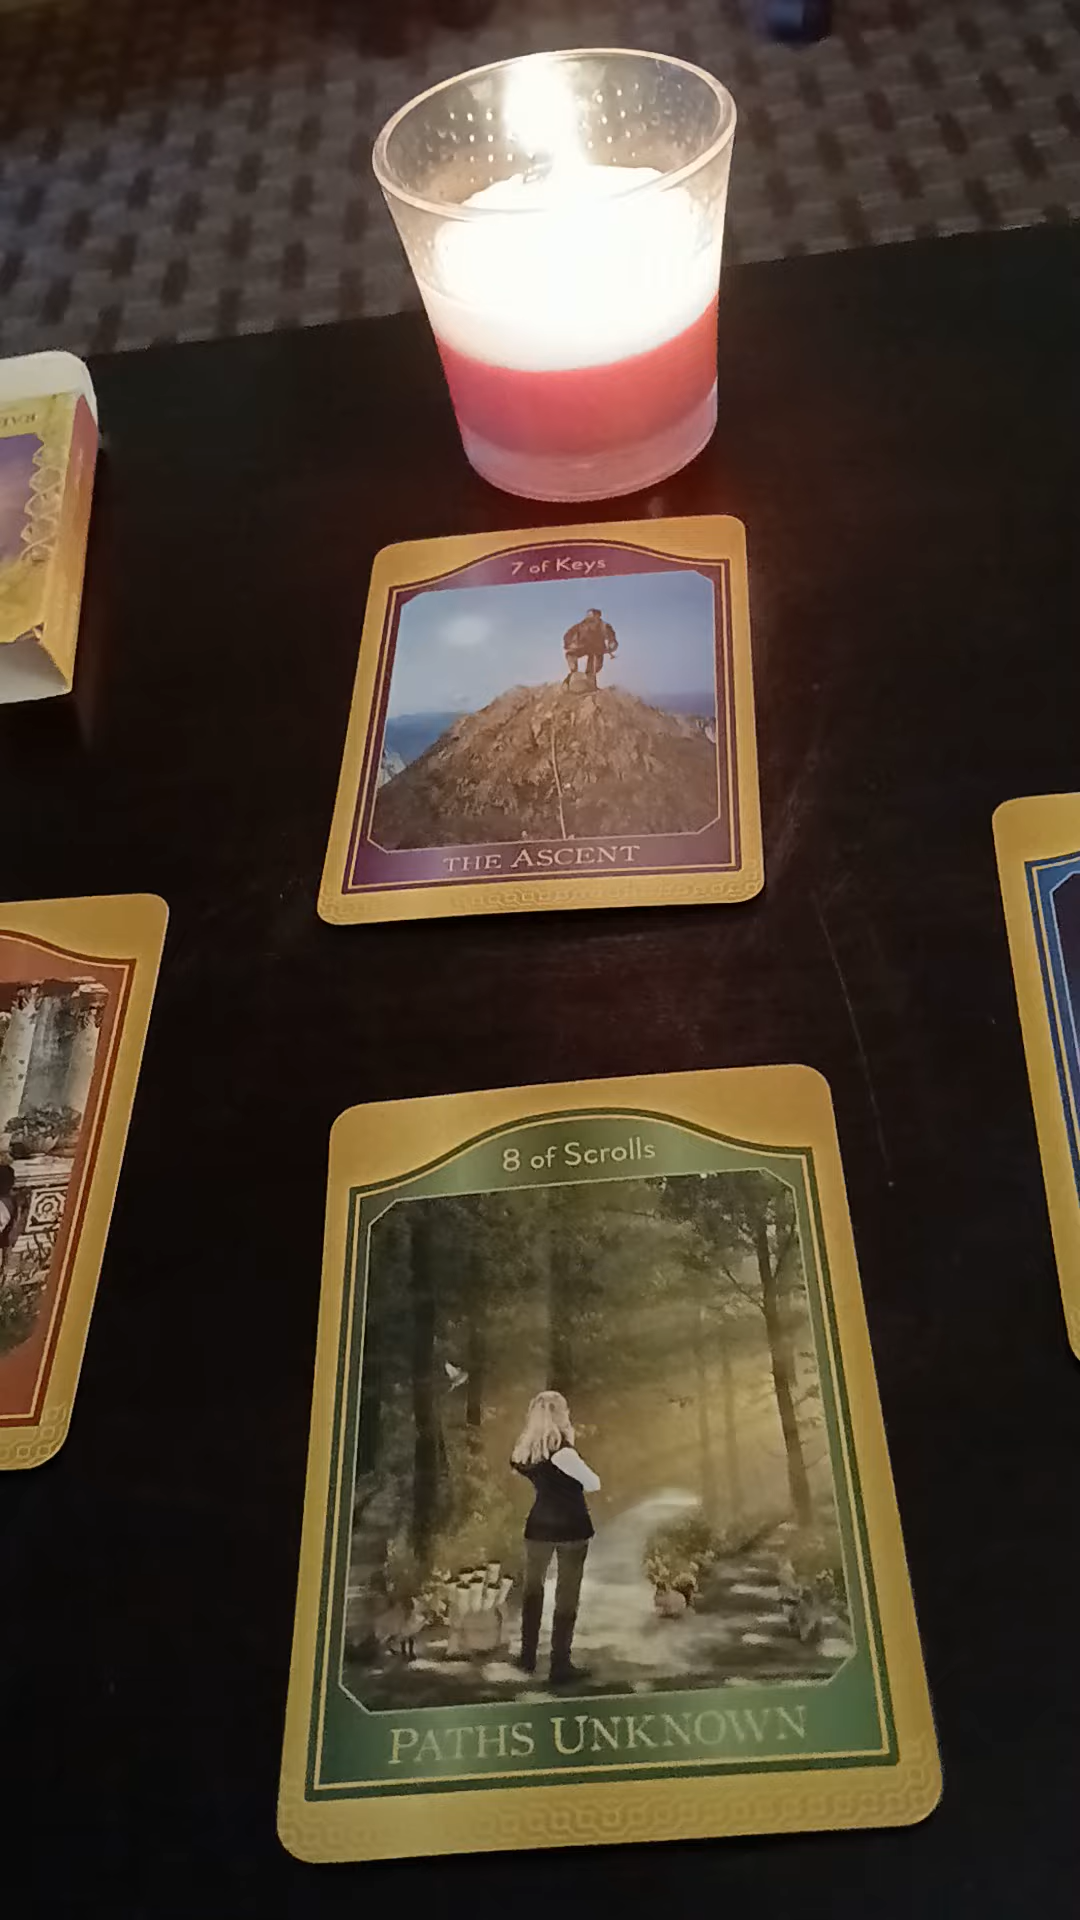 7 of Keys
THE ASCENT
8 of Scrolls
PATHS UNKNOWN